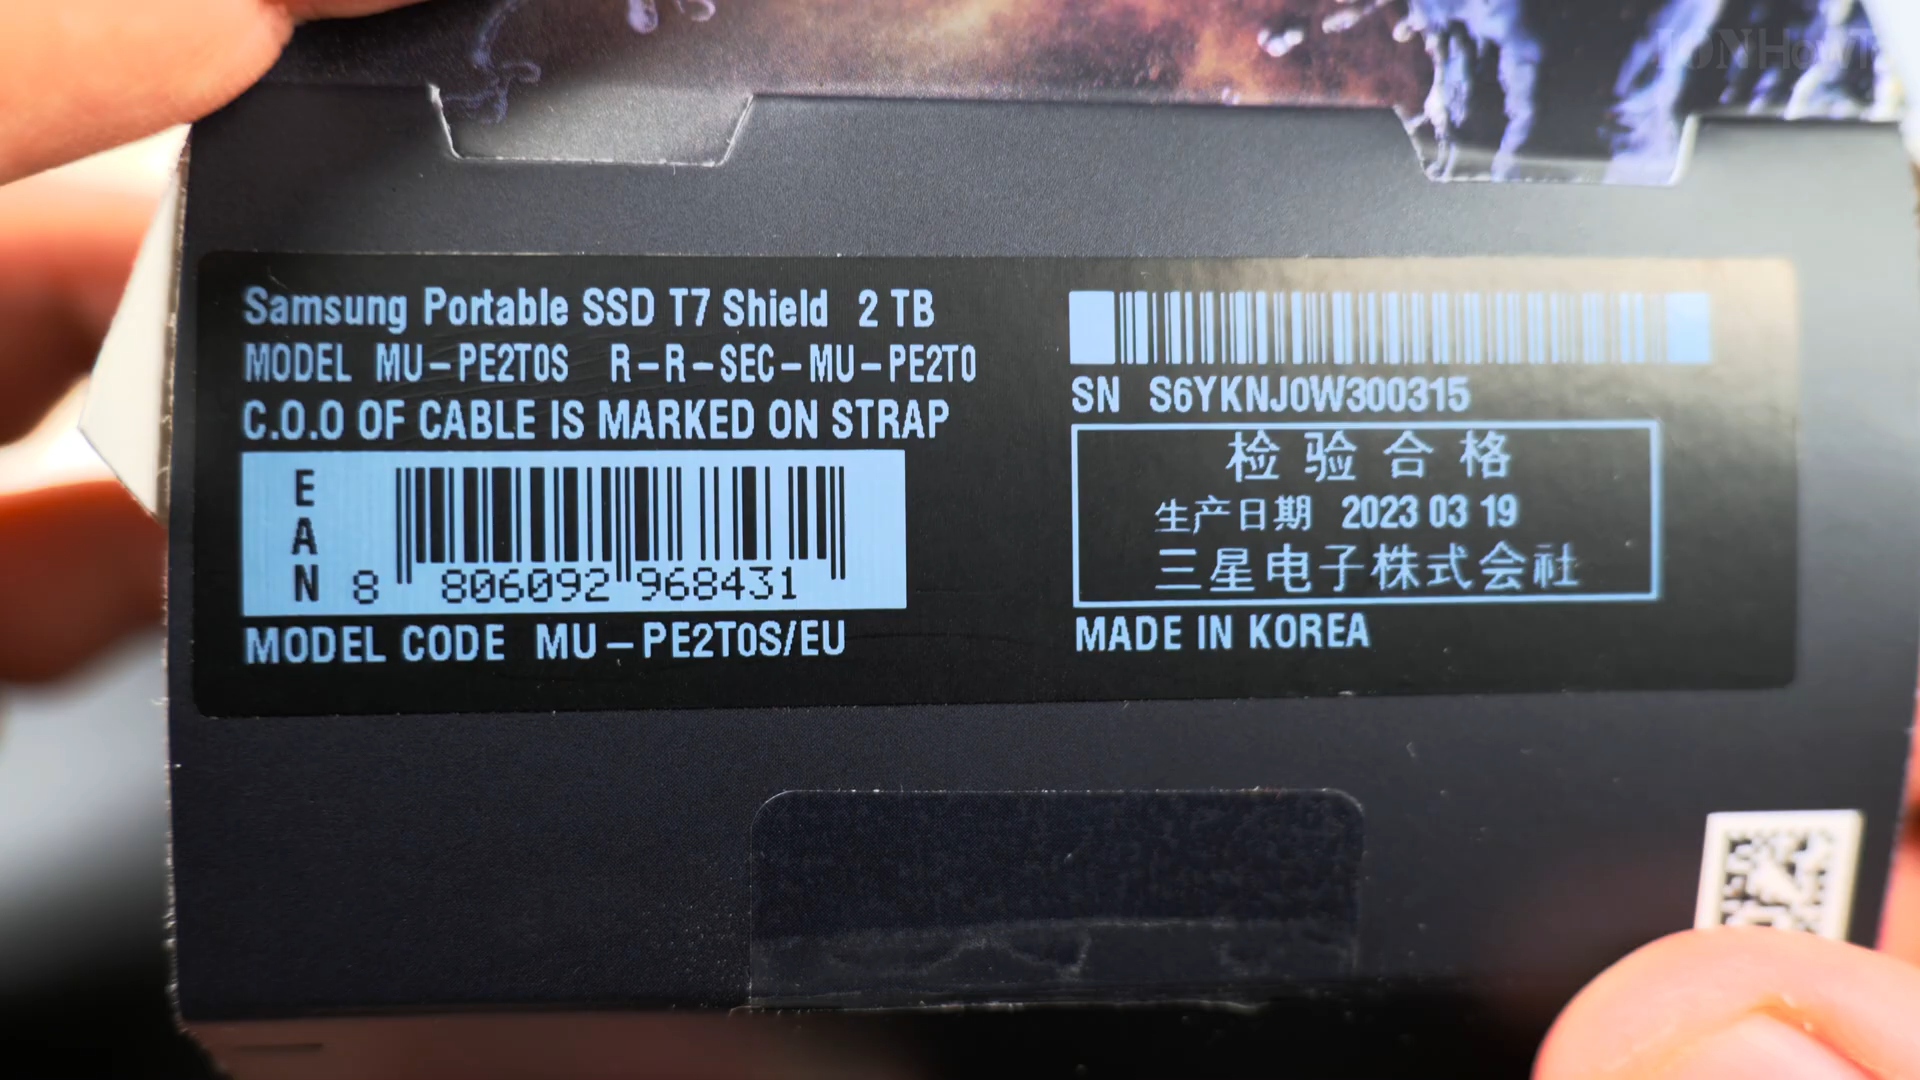 IONHowTo
Samsung Portable SSD T7 Shield 2 TB
MODEL MU-PE2T0S R-R-SEC-MU-PE2T0
C.O.O OF CABLE IS MARKED ON STRAP
EAN
8 806092 968431
MODEL CODE MU-PE2T0S/EU
SN S6YKNJ0W300315
检验合格
生产日期 2023 03 19
三星电子株式会社
MADE IN KOREA